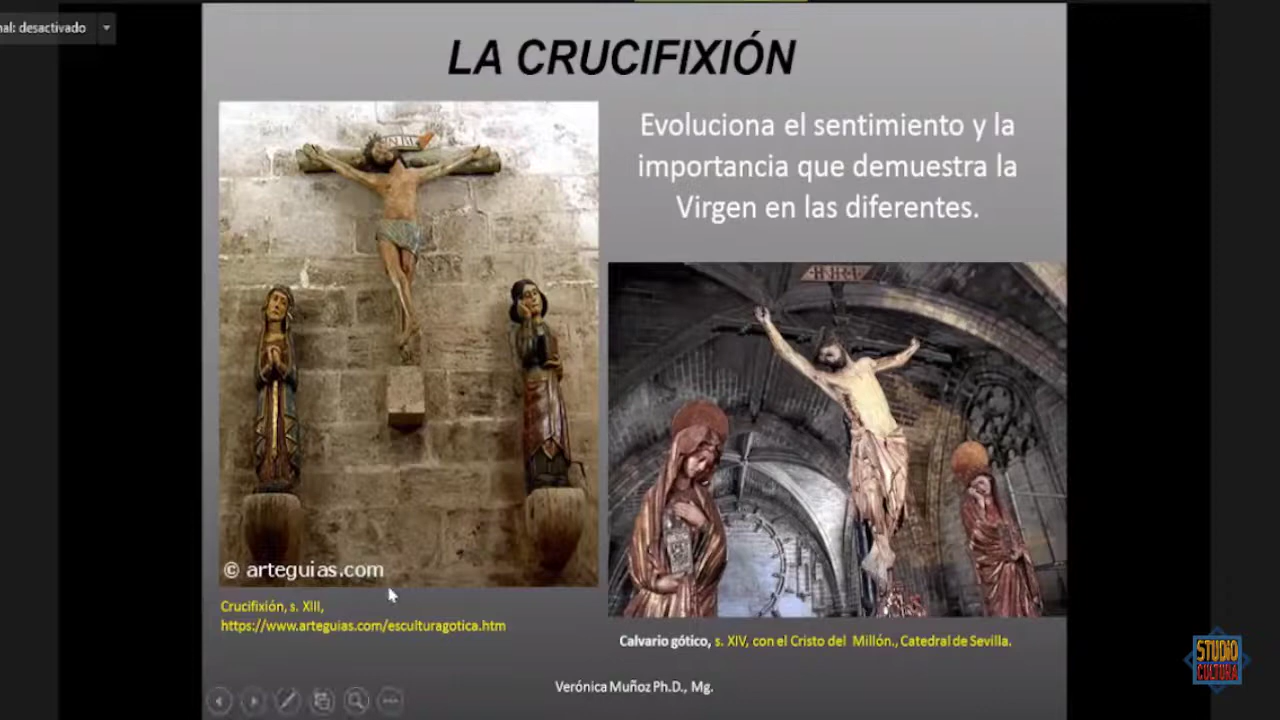 nal: desactivado
LA CRUCIFIXIÓN
Evoluciona el sentimiento y la
importancia que demuestra la
Virgen en las diferentes.
© arteguias.com
Crucifixión, s. XIII,
https://www.arteguias.com/esculturagotica.htm
Calvario gótico, s. XIV, con el Cristo del Millón., Catedral de Sevilla.
Verónica Muñoz Ph.D., Mg.
STUDIO
CULTURA